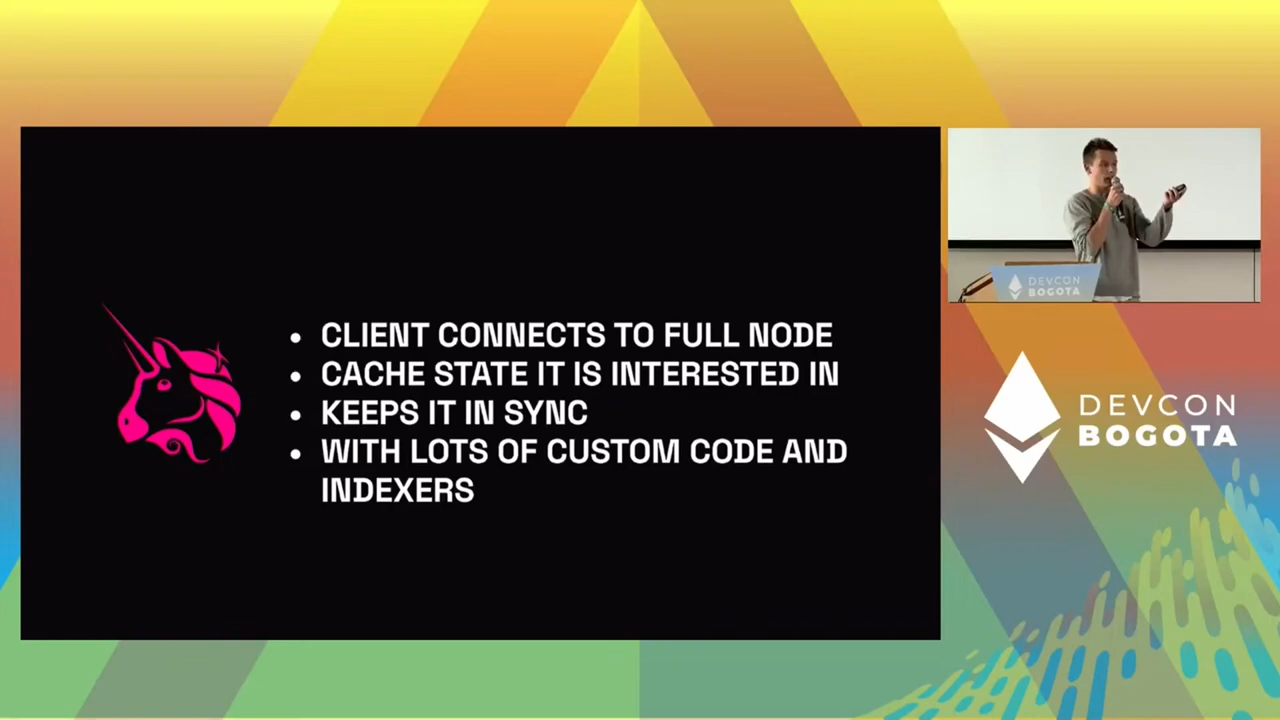 • CLIENT CONNECTS TO FULL NODE
• CACHE STATE IT IS INTERESTED IN
• KEEPS IT IN SYNC
• WITH LOTS OF CUSTOM CODE AND
INDEXERS
DEVCON
BOGOTA
DEVCON
BOGOTA